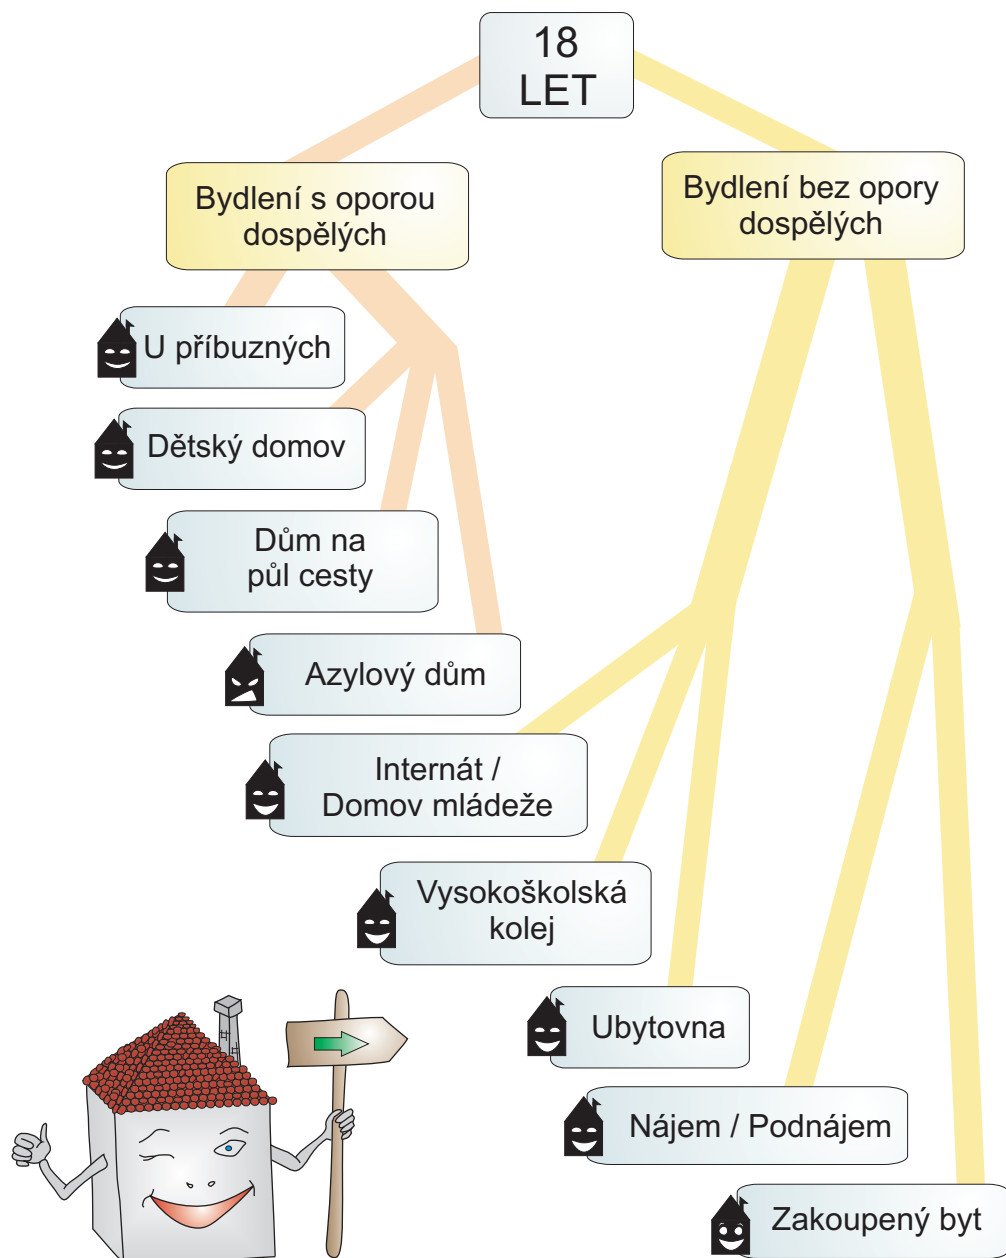 18
LET
Bydlení s oporou
dospělých
Bydlení bez opory
dospělých
U příbuzných
Dětský domov
Dům na
půl cesty
Azylový dům
Internát /
Domov mládeže
Vysokoškolská
kolej
Ubytovna
Nájem / Podnájem
Zakoupený byt